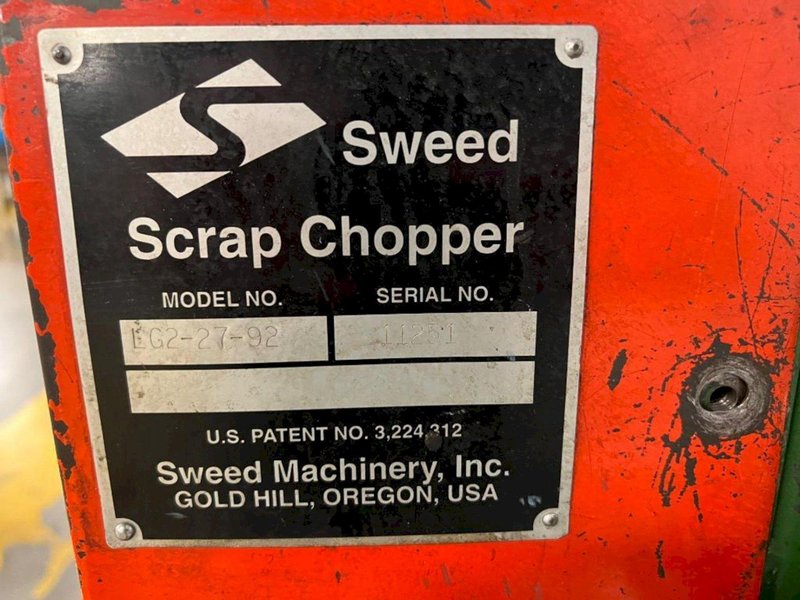 Sweed
Scrap Chopper
MODEL NO. SERIAL NO.
LG2-27-92 11251
U.S. PATENT NO. 3,224,312
Sweed Machinery, Inc.
GOLD HILL, OREGON, USA